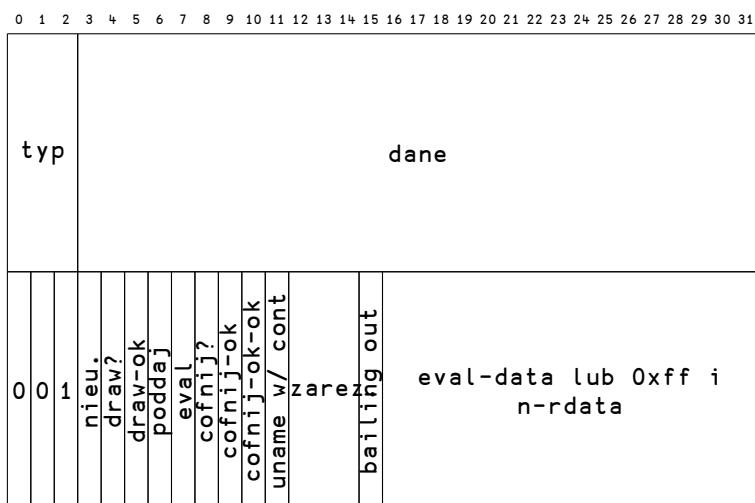 0 1 2 3 4 5 6 7 8 9 10 11 12 13 14 15 16 17 18 19 20 21 22 23 24 25 26 27 28 29 30 31
typ
dane
0 0 1
nieu.
draw?
draw-ok
poddaj
eval
cofnij?
cofnij-ok
cofnij-ok-ok
uname w/ cont
zarez.
bailing out
eval-data lub 0xff i
n-rdata